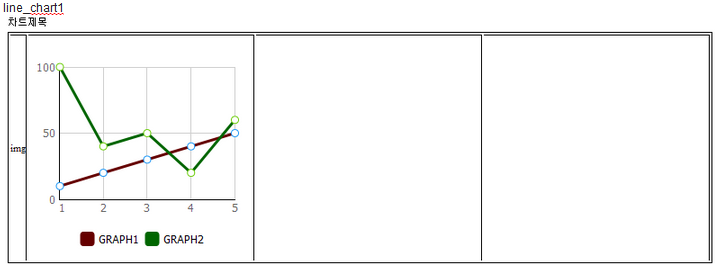 line_chart1
차트제목
100
50
img
0
1 2 3 4 5
GRAPH1 GRAPH2